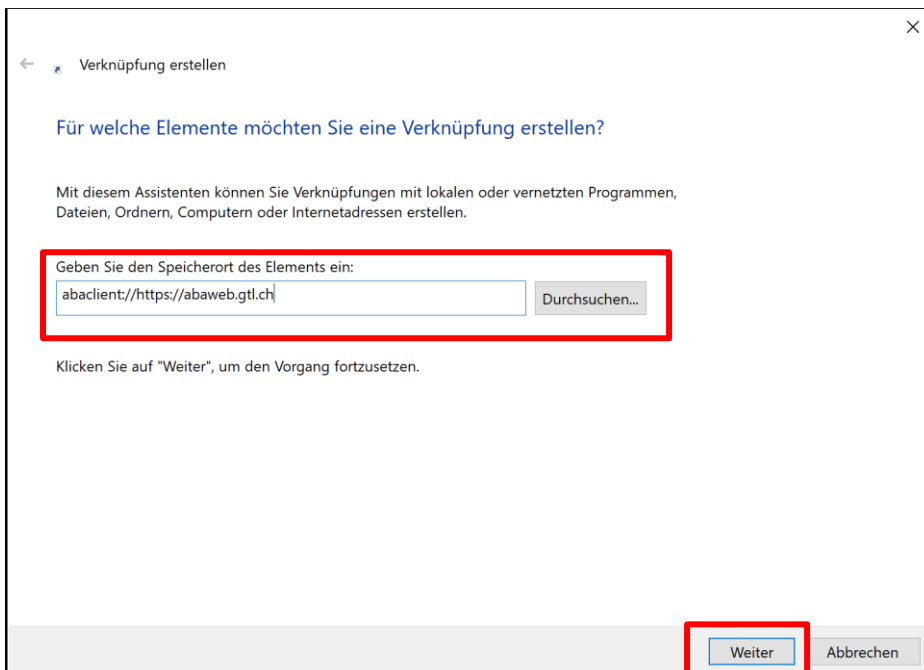 Verknüpfung erstellen
Für welche Elemente möchten Sie eine Verknüpfung erstellen?
Mit diesem Assistenten können Sie Verknüpfungen mit lokalen oder vernetzten Programmen,
Dateien, Ordnern, Computern oder Internetadressen erstellen.
Geben Sie den Speicherort des Elements ein:
abaclient://https://abaweb.gtl.ch
Durchsuchen...
Klicken Sie auf "Weiter", um den Vorgang fortzusetzen.
Weiter
Abbrechen